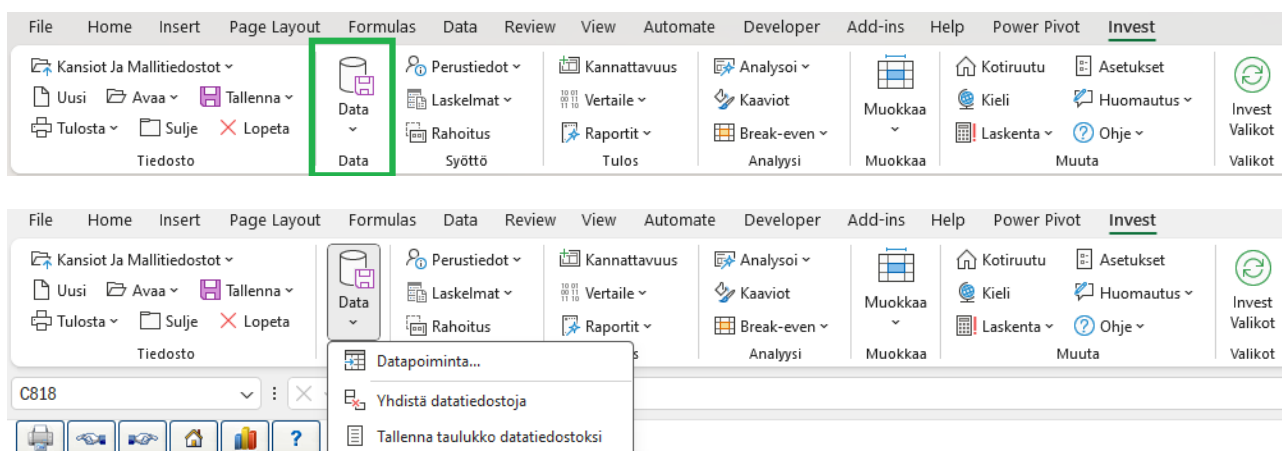 File Home Insert Page Layout Formulas Data Review View Automate Developer Add-ins Help Power Pivot Invest
Kansiot Ja Mallitiedostot Perustiedot Kannattavuus Analysoi Kotiruutu Asetukset
Uusi Avaa Tallenna Data Laskelmat Vertaile Kaaviot Muokkaa Kieli Huomautus Invest
Tulosta Sulje Lopeta Rahoitus Raportit Break-even Laskenta Ohje Valikot
Tiedosto Data Syöttö Tulos Analyysi Muokkaa Muuta Valikot
File Home Insert Page Layout Formulas Data Review View Automate Developer Add-ins Help Power Pivot Invest
Kansiot Ja Mallitiedostot Perustiedot Kannattavuus Analysoi Kotiruutu Asetukset
Uusi Avaa Tallenna Data Laskelmat Vertaile Kaaviot Muokkaa Kieli Huomautus Invest
Tulosta Sulje Lopeta Rahoitus Raportit Break-even Laskenta Ohje Valikot
Tiedosto s Analyysi Muokkaa Muuta Valikot
Datapoiminta...
C818
Yhdistä datatiedostoja
Tallenna taulukko datatiedostoksi